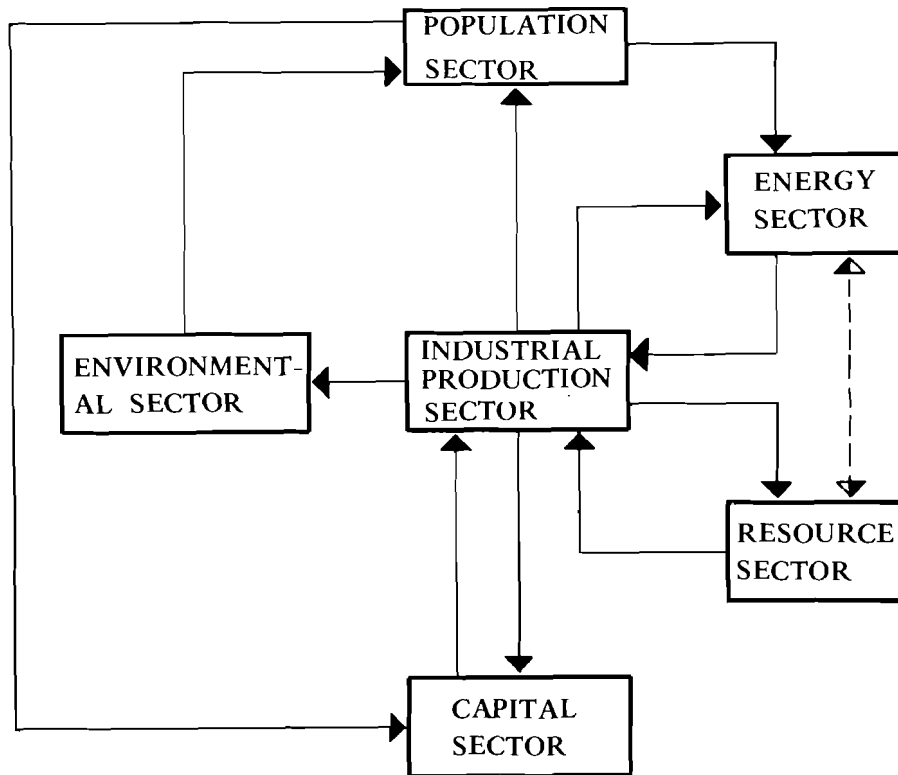 POPULATION
SECTOR
ENERGY
SECTOR
ENVIRONMENT-
AL SECTOR
INDUSTRIAL
PRODUCTION
SECTOR
RESOURCE
SECTOR
CAPITAL
SECTOR